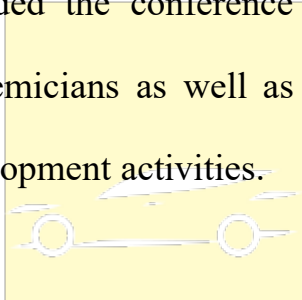 ded the conference
emicians as well as
opment activities.